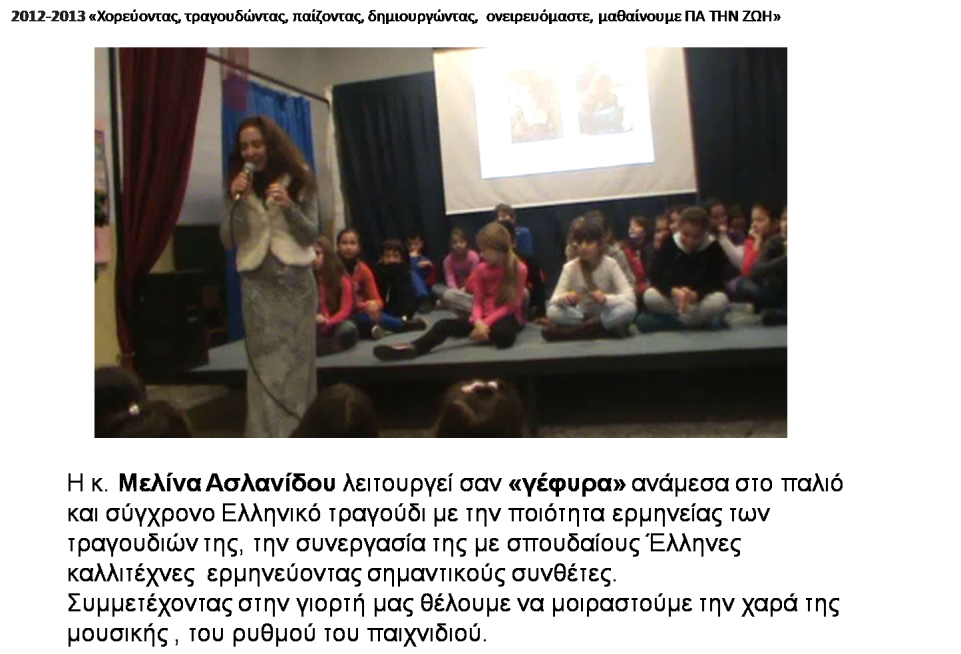 2012-2013 «Χορεύοντας, τραγουδώντας, παίζοντας, δημιουργώντας, ονειρευόμαστε, μαθαίνουμε ΓΙΑ ΤΗΝ ΖΩΗ»
Η κ. Μελίνα Ασλανίδου λειτουργεί σαν «γέφυρα» ανάμεσα στο παλιό
και σύγχρονο Ελληνικό τραγούδι με την ποιότητα ερμηνείας των
τραγουδιών της, την συνεργασία της με σπουδαίους Έλληνες
καλλιτέχνες ερμηνεύοντας σημαντικούς συνθέτες.
Συμμετέχοντας στην γιορτή μας θέλουμε να μοιραστούμε την χαρά της
μουσικής , του ρυθμού του παιχνιδιού.